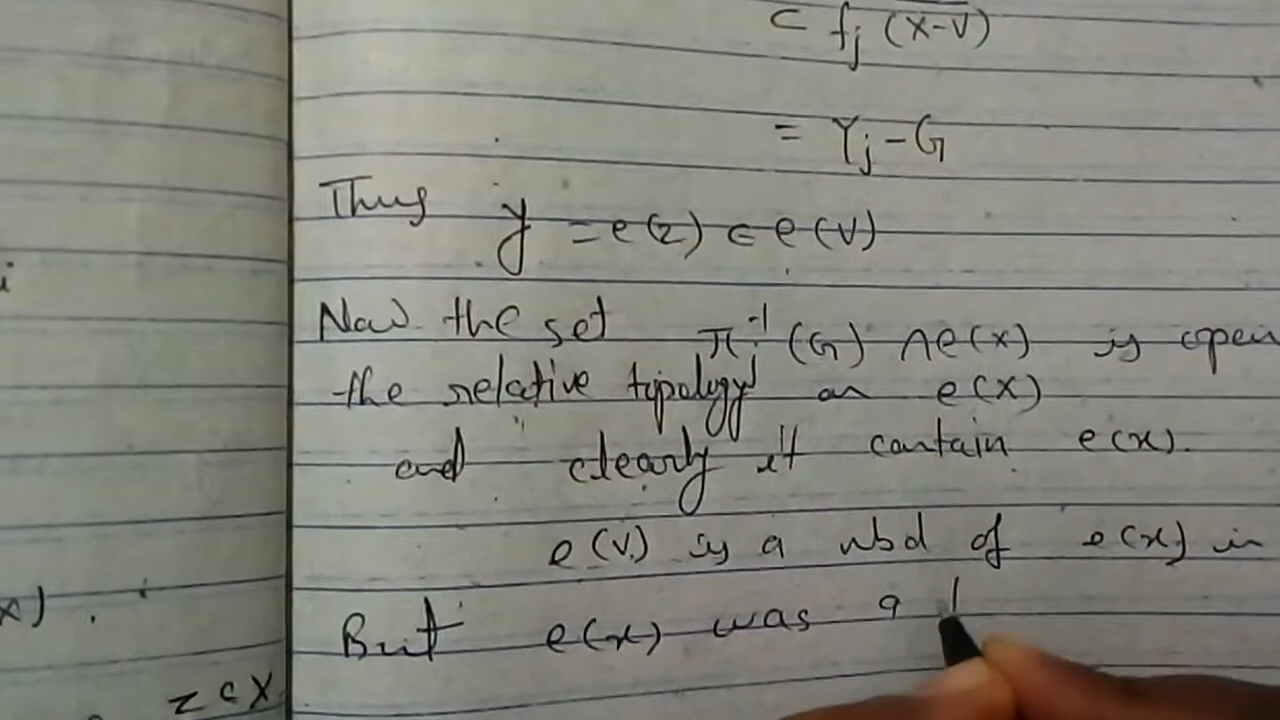 ⊂ f_j (X-V)
= Y_j - G
Thus y = e(z) ∈ e(V)
Now the set π_j^{-1} (G) ∩ e(X) is open
the relative topology on e(X)
and clearly it contain e(x).
e(V) is a nbd of e(x) in
But e(x) was a
i
x) .
z ∈ X